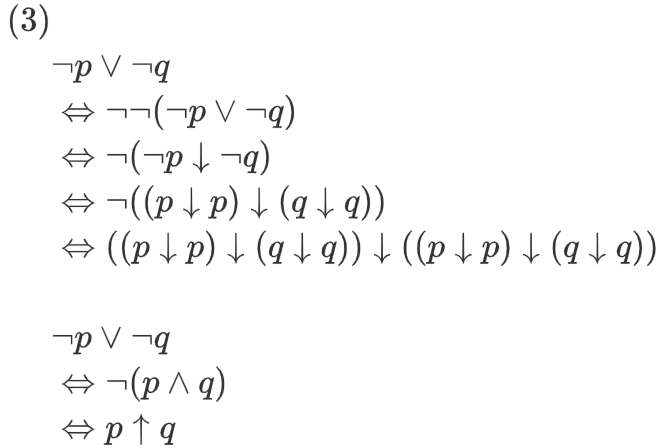 (3)
¬p ∨ ¬q
⇔ ¬¬(¬p ∨ ¬q)
⇔ ¬(¬p ↓ ¬q)
⇔ ¬((p ↓ p) ↓ (q ↓ q))
⇔ ((p ↓ p) ↓ (q ↓ q)) ↓ ((p ↓ p) ↓ (q ↓ q))
¬p ∨ ¬q
⇔ ¬(p ∧ q)
⇔ p ↑ q